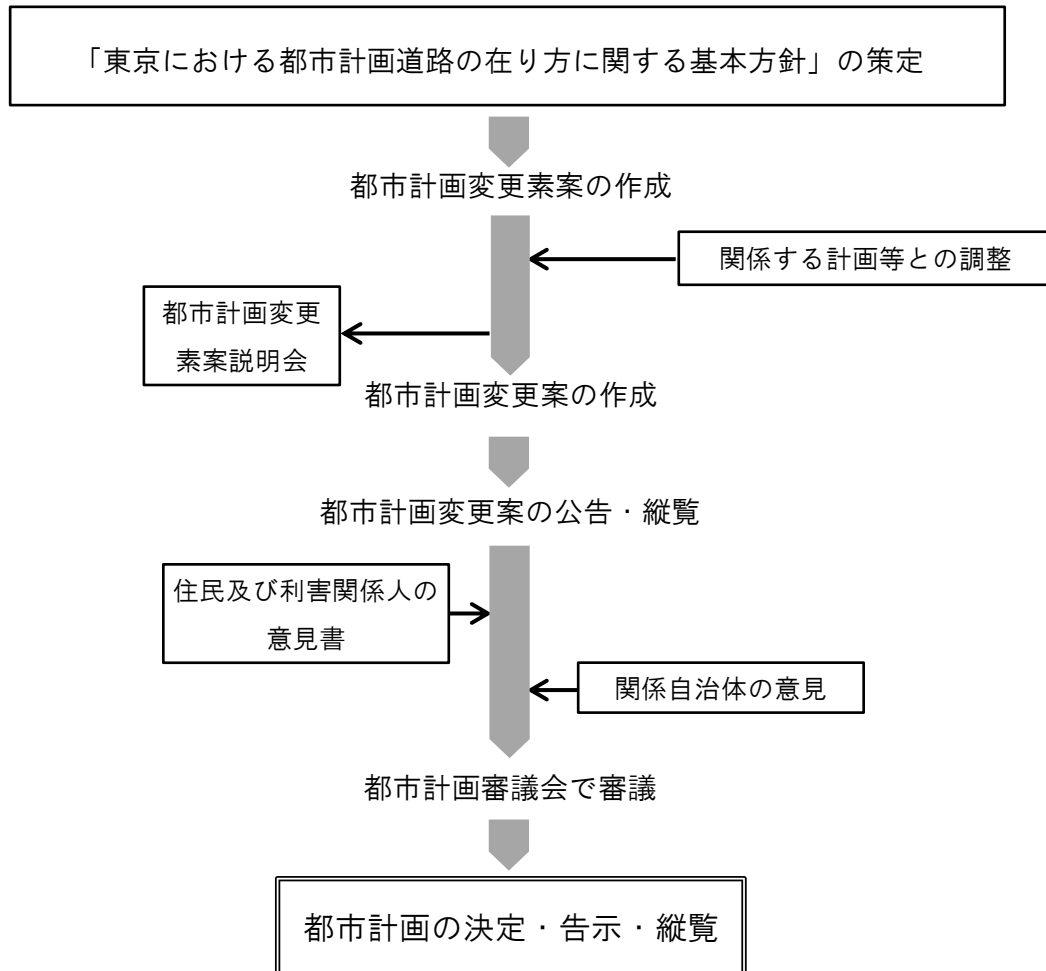 「東京における都市計画道路の在り方に関する基本方針」の策定
都市計画変更素案の作成
関係する計画等との調整
都市計画変更
素案説明会
都市計画変更案の作成
都市計画変更案の公告・縦覧
住民及び利害関係人の
意見書
関係自治体の意見
都市計画審議会で審議
都市計画の決定・告示・縦覧